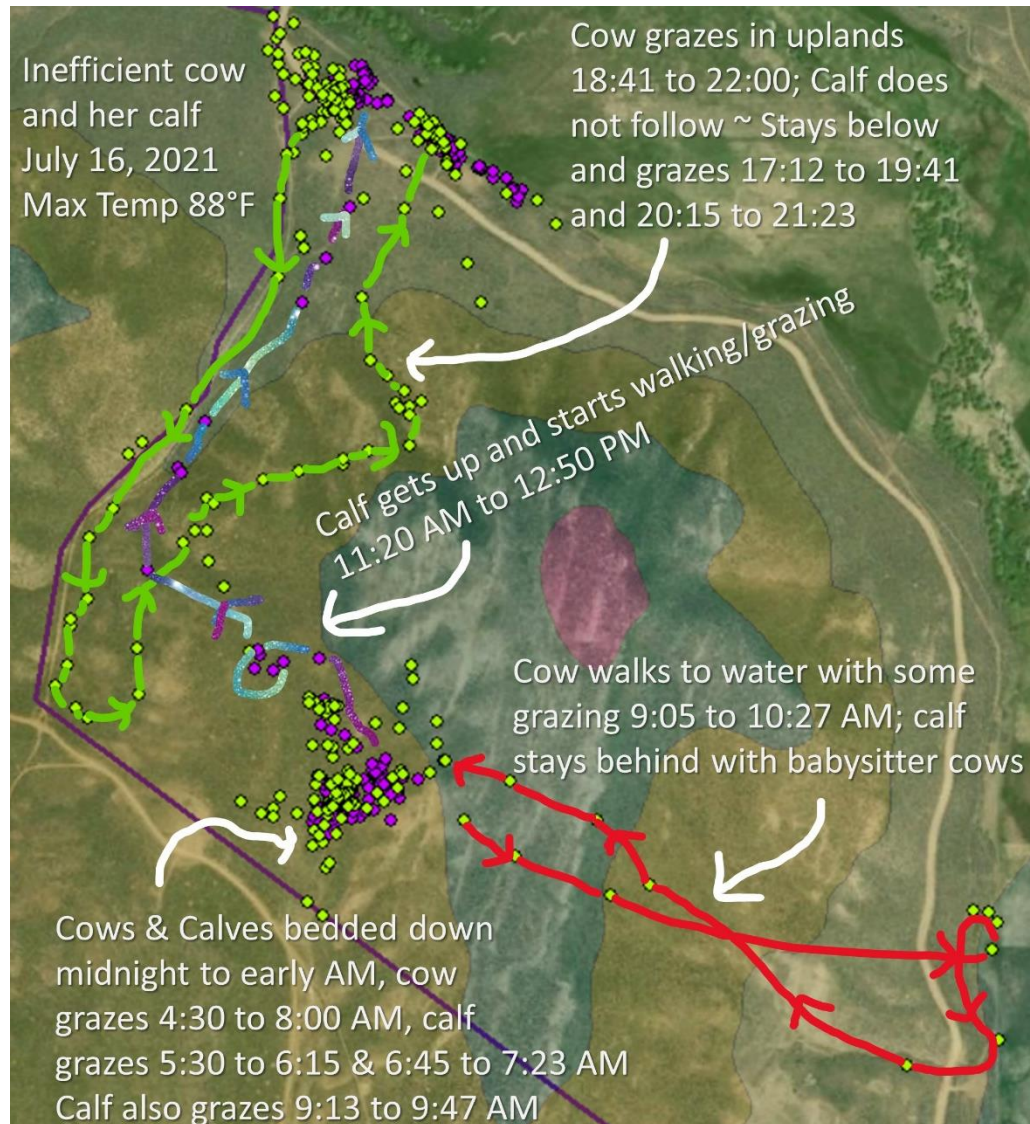 Inefficient cow
and her calf
July 16, 2021
Max Temp 88°F
Cow grazes in uplands
18:41 to 22:00; Calf does
not follow ~ Stays below
and grazes 17:12 to 19:41
and 20:15 to 21:23
Calf gets up and starts walking/grazing
11:20 AM to 12:50 PM
Cow walks to water with some
grazing 9:05 to 10:27 AM; calf
stays behind with babysitter cows
Cows & Calves bedded down
midnight to early AM, cow
grazes 4:30 to 8:00 AM, calf
grazes 5:30 to 6:15 & 6:45 to 7:23 AM
Calf also grazes 9:13 to 9:47 AM